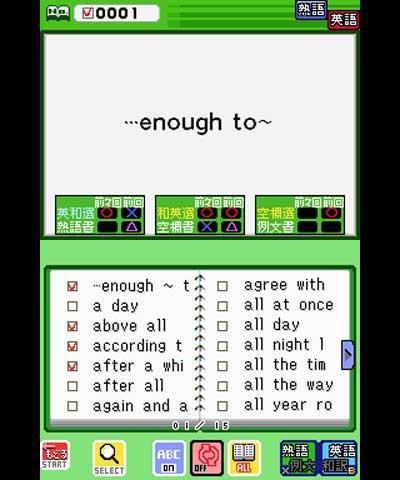 No. 0001 熟語 英語
…enough to～
前々回 前回 前々回 前回 前々回 前回
英和選 和英選 空欄選
熟語書 空欄書 例文書
…enough ～ t
a day
above all
according t
after a whi
after all
again and a
agree with
all at once
all day
all night l
all the tim
all the way
all year ro
01/15
もどる START
SELECT
ABC ON
OFF
ALL
例文 X
英語 和訳 B